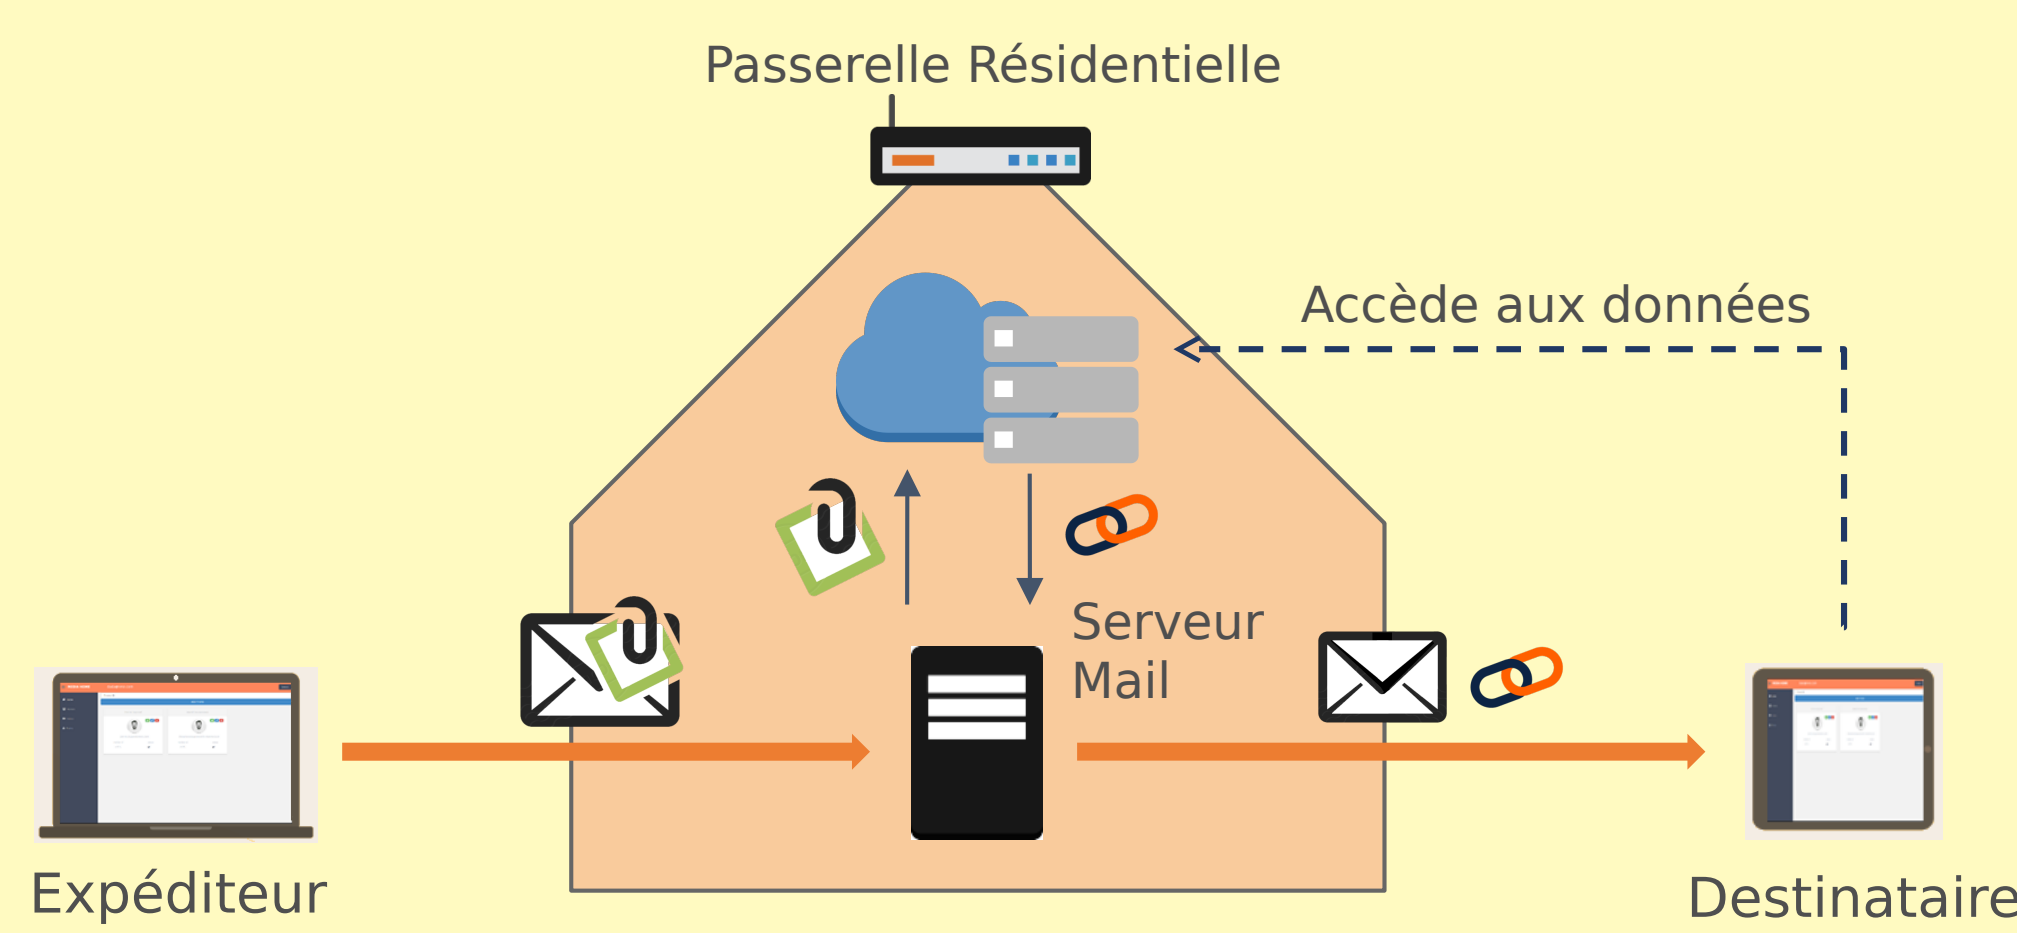 Passerelle Résidentielle
Accède aux données
Serveur
Mail
Expéditeur
Destinataire